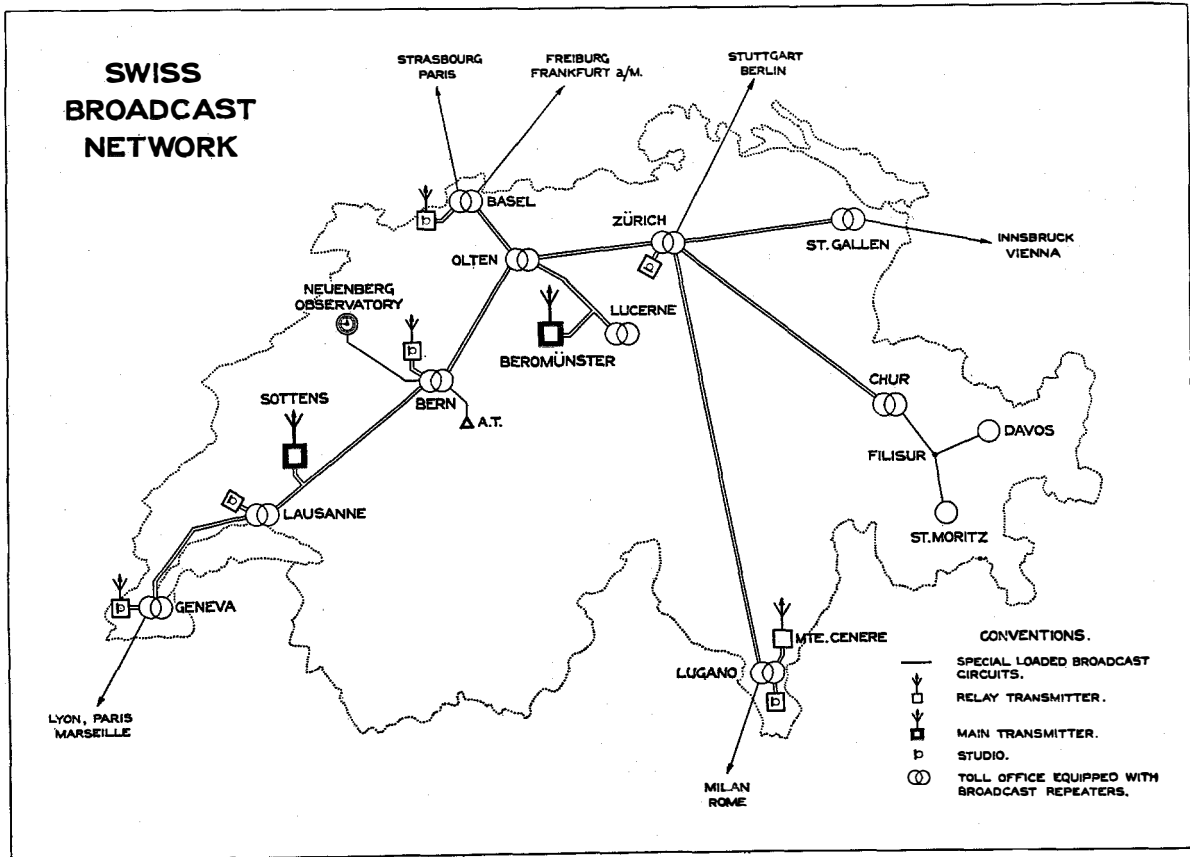 SWISS
BROADCAST
NETWORK
STRASBOURG
PARIS
FREIBURG
FRANKFURT a/M.
STUTTGART
BERLIN
BASEL
ZÜRICH
ST. GALLEN
INNSBRUCK
VIENNA
OLTEN
NEUENBERG
OBSERVATORY
LUCERNE
BEROMÜNSTER
BERN
A.T.
SOTTENS
CHUR
DAVOS
FILISUR
ST. MORITZ
LAUSANNE
GENEVA
LYON, PARIS
MARSEILLE
MTE. CENERE
LUGANO
MILAN
ROME
CONVENTIONS.
SPECIAL LOADED BROADCAST
CIRCUITS.
RELAY TRANSMITTER.
MAIN TRANSMITTER.
STUDIO.
TOLL OFFICE EQUIPPED WITH
BROADCAST REPEATERS.